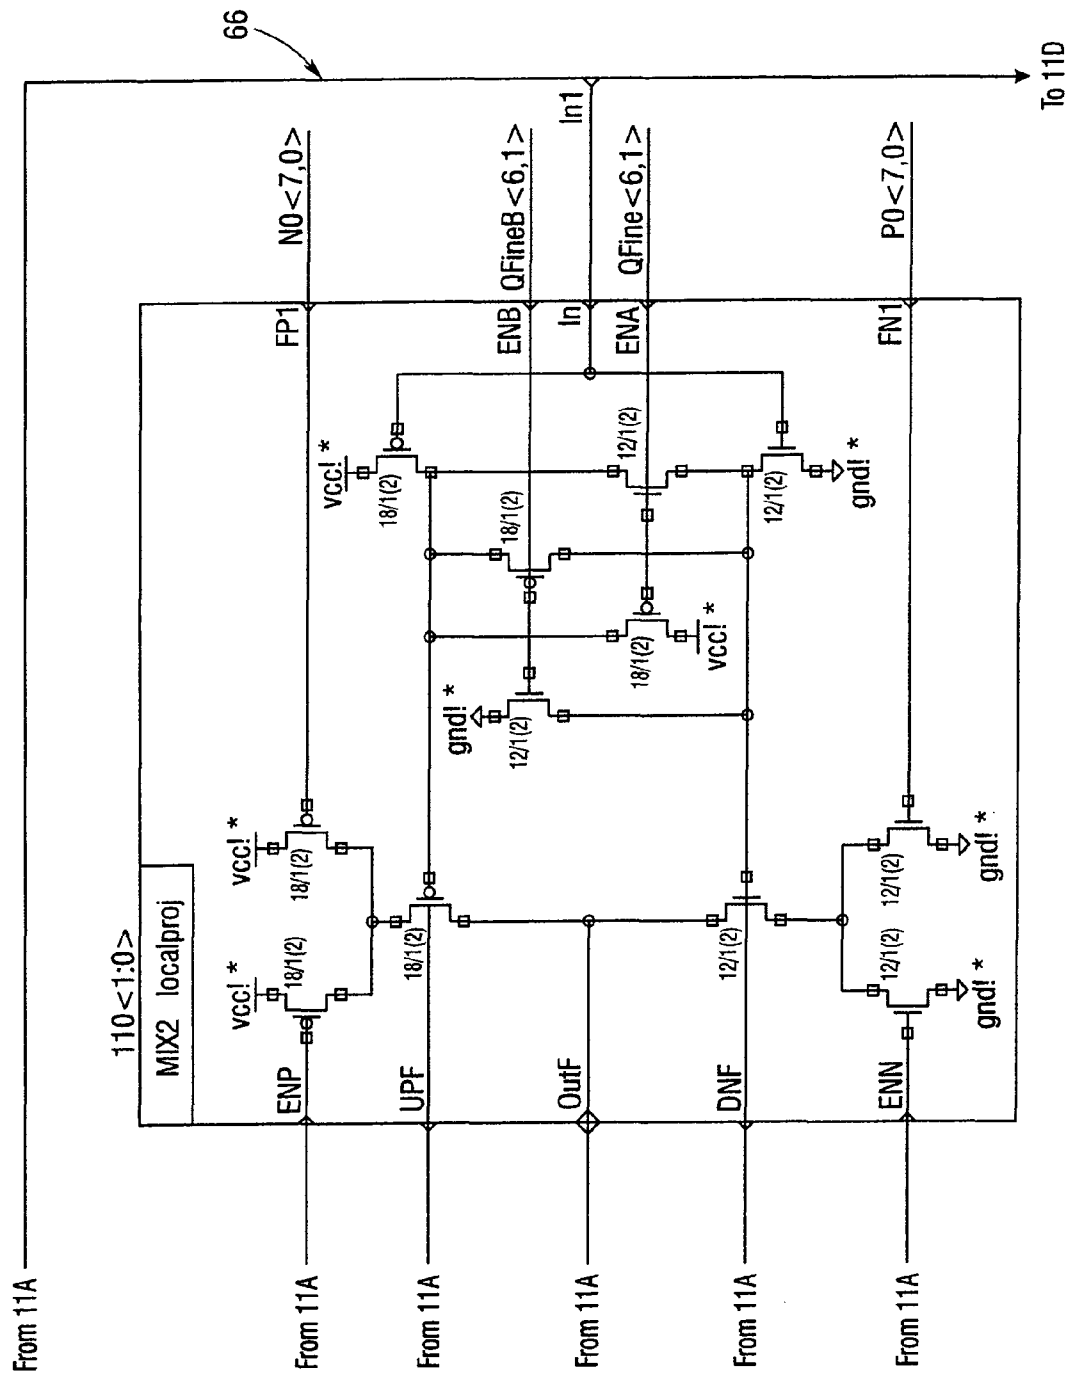 66
To 11D
In1
N0<7,0>
QFineB<6,1>
QFine<6,1>
P0<7,0>
FP1
ENB
In
ENA
FN1
vcc! *
18/1(2)
12/1(2)
12/1(2)
gnd! *
18/1(2)
18/1(2)
vcc! *
gnd! *
12/1(2)
vcc! *
18/1(2)
vcc! *
18/1(2)
18/1(2)
12/1(2)
12/1(2)
gnd! *
12/1(2)
gnd! *
110<1:0>
MIX2 localproj
ENP
UPF
OutF
DNF
ENN
From 11A
From 11A
From 11A
From 11A
From 11A
From 11A